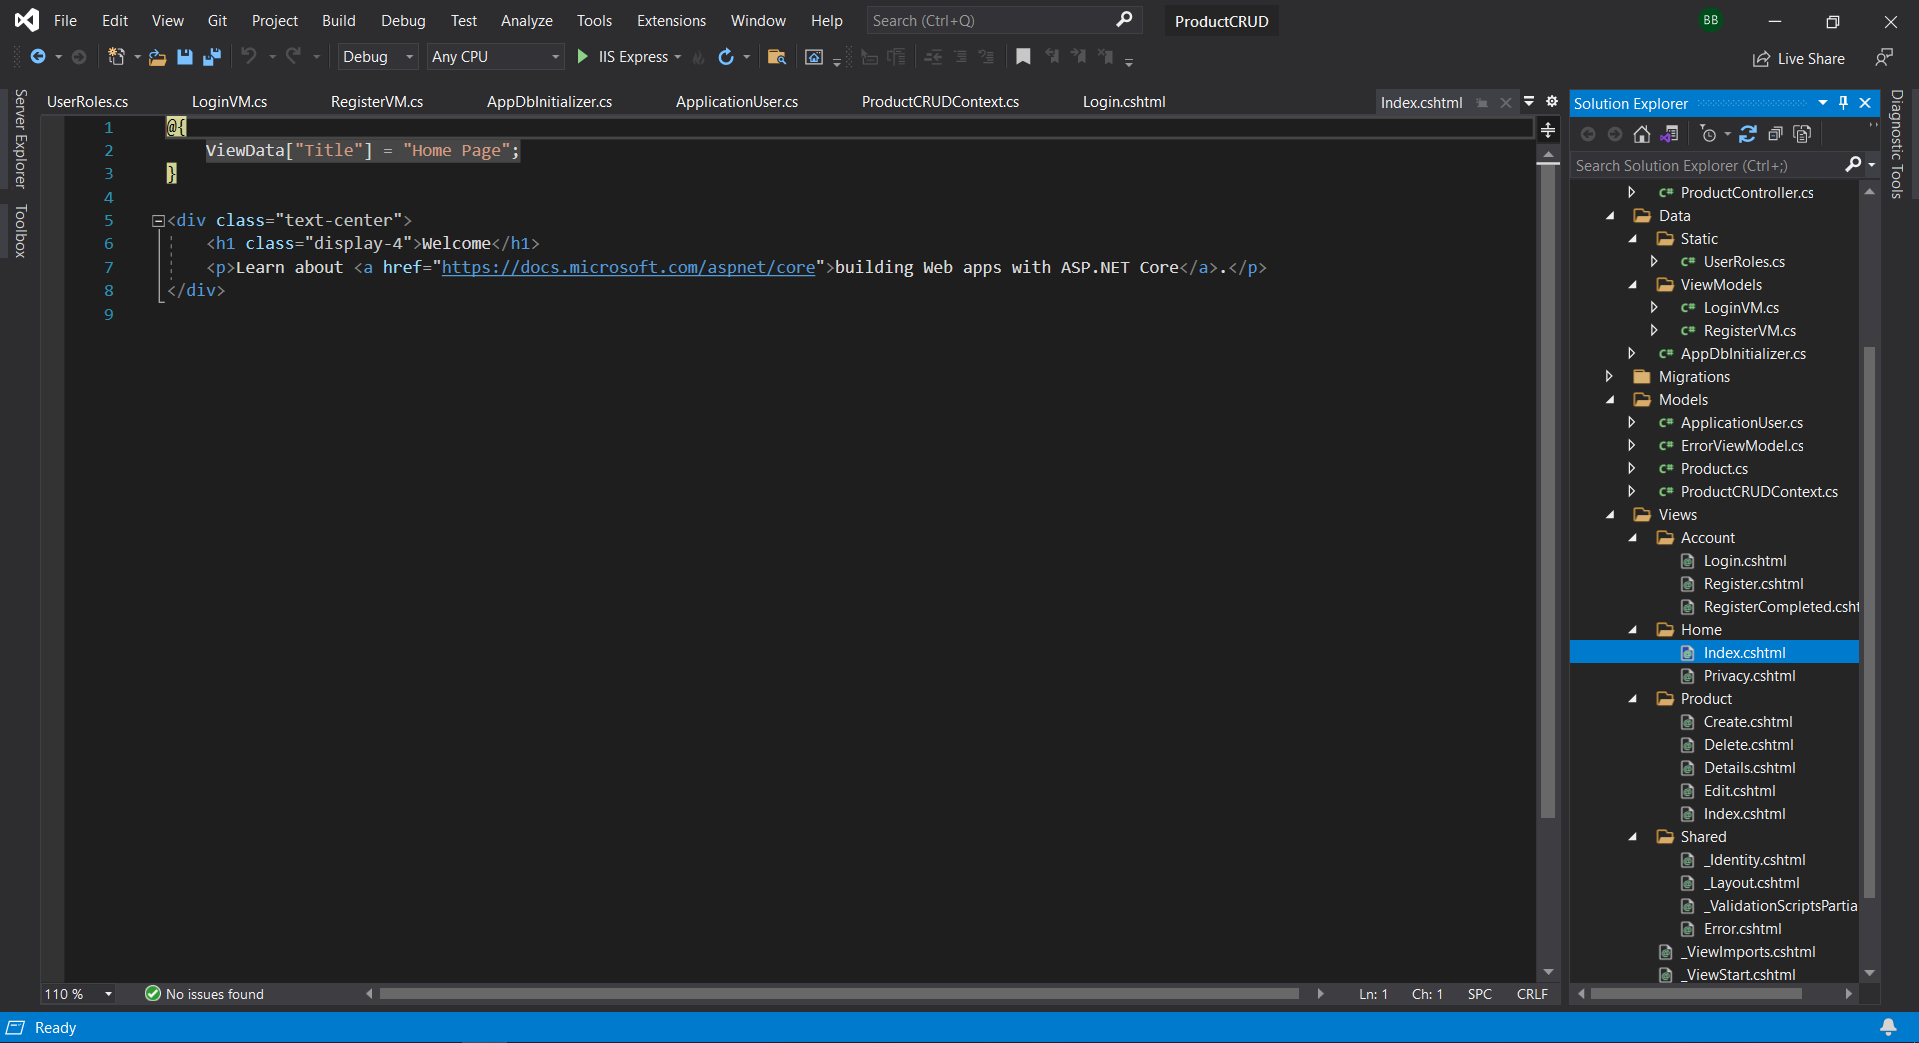 File Edit View Git Project Build Debug Test Analyze Tools Extensions Window Help Search (Ctrl+Q) ProductCRUD BB
Debug Any CPU IIS Express Live Share
Server Explorer
Toolbox
UserRoles.cs LoginVM.cs RegisterVM.cs AppDbInitializer.cs ApplicationUser.cs ProductCRUDContext.cs Login.cshtml Index.cshtml
1 @{
2 ViewData["Title"] = "Home Page";
3 }
4
5 <div class="text-center">
6 <h1 class="display-4">Welcome</h1>
7 <p>Learn about <a href="https://docs.microsoft.com/aspnet/core">building Web apps with ASP.NET Core</a>.</p>
8 </div>
9
110 % No issues found Ln: 1 Ch: 1 SPC CRLF
Solution Explorer
Search Solution Explorer (Ctrl+;)
C# ProductController.cs
Data
Static
C# UserRoles.cs
ViewModels
C# LoginVM.cs
C# RegisterVM.cs
C# AppDbInitializer.cs
Migrations
Models
C# ApplicationUser.cs
C# ErrorViewModel.cs
C# Product.cs
C# ProductCRUDContext.cs
Views
Account
Login.cshtml
Register.cshtml
RegisterCompleted.csht
Home
Index.cshtml
Privacy.cshtml
Product
Create.cshtml
Delete.cshtml
Details.cshtml
Edit.cshtml
Index.cshtml
Shared
_Identity.cshtml
_Layout.cshtml
_ValidationScriptsPartia
Error.cshtml
_ViewImports.cshtml
_ViewStart.cshtml
Diagnostic Tools
Ready